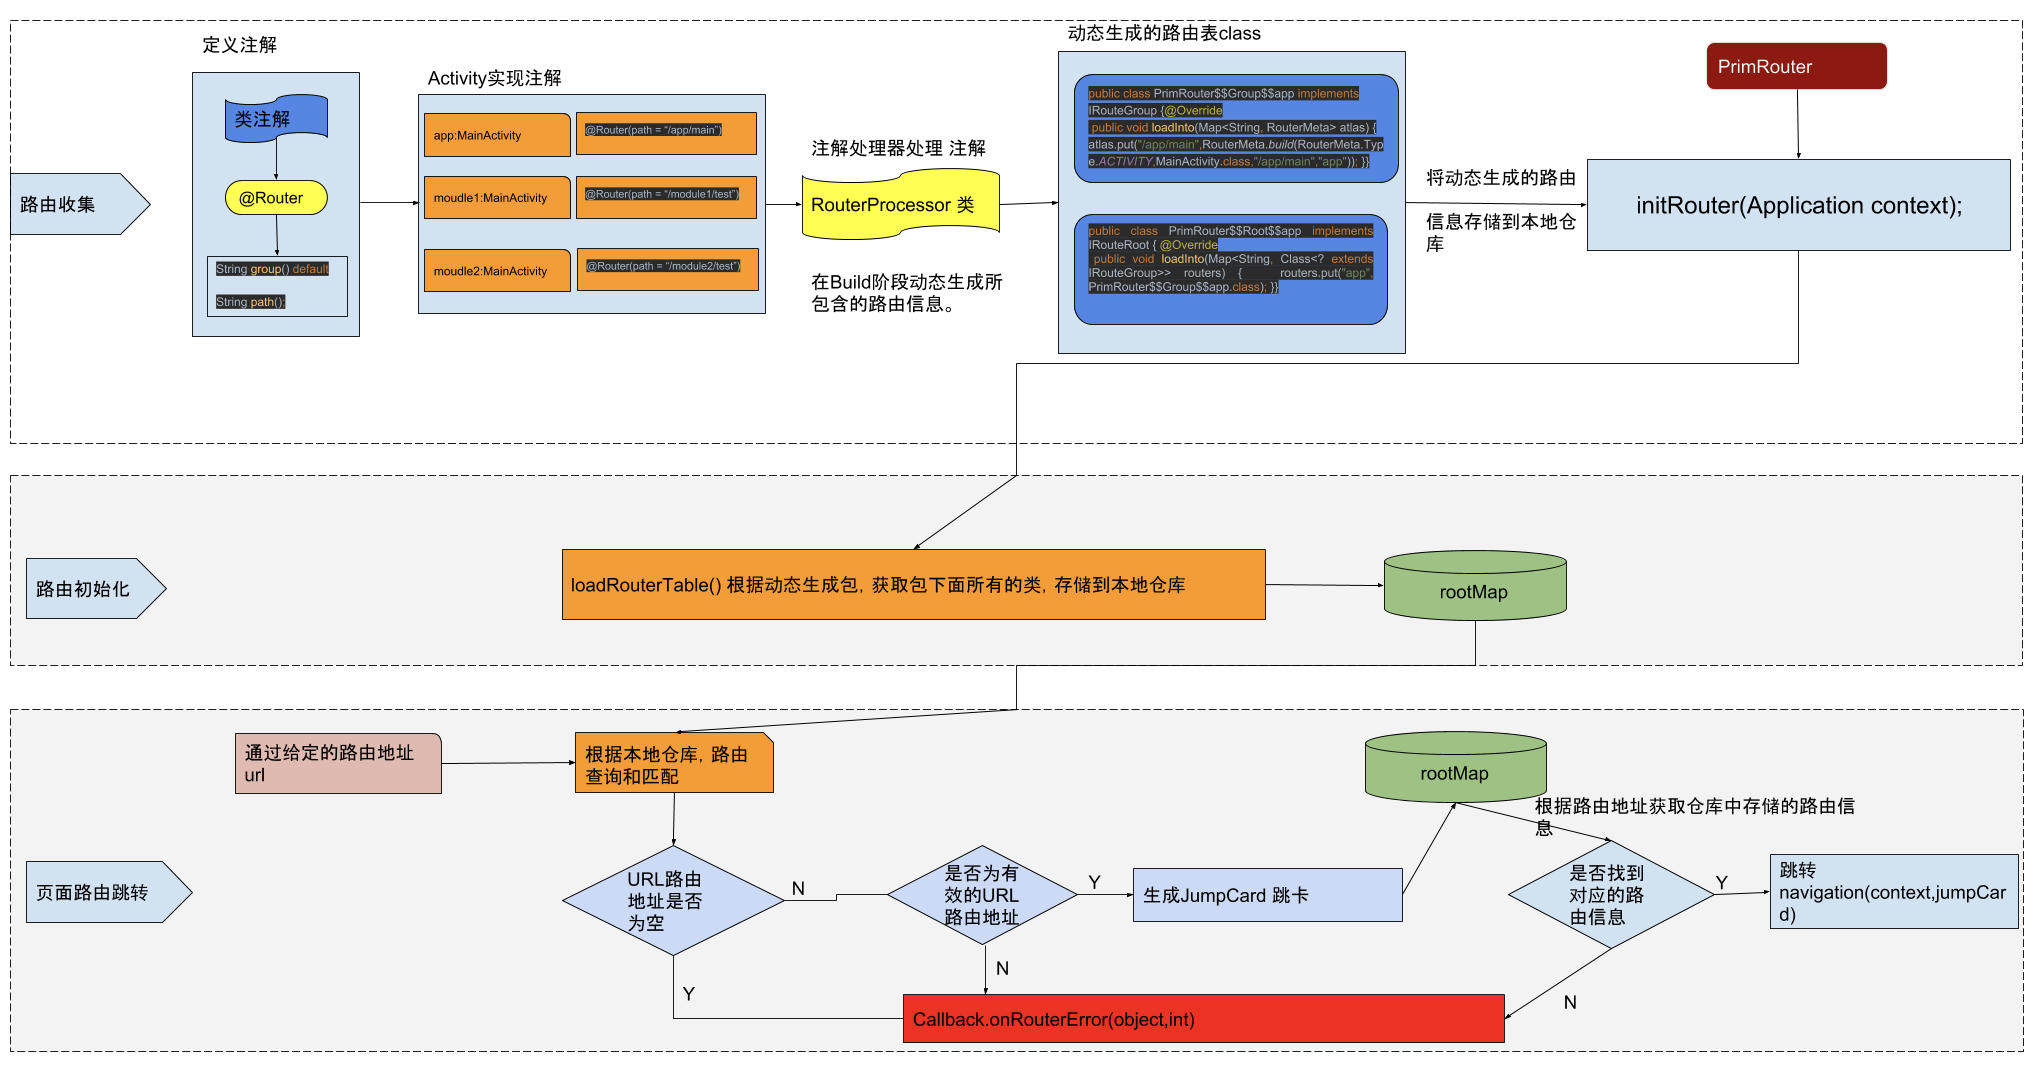 路由收集
定义注解
类注解
@Router
String group() default
String path();
Activity实现注解
app:MainActivity
@Router(path = "/app/main")
moudle1:MainActivity
@Router(path = "/module1/test")
moudle2:MainActivity
@Router(path = "/module2/test")
注解处理器处理 注解
RouterProcessor 类
在Build阶段动态生成所
包含的路由信息。
动态生成的路由表class
public class PrimRouter$$Group$$app implements
IRouteGroup {@Override
public void loadInto(Map<String, RouterMeta> atlas) {
atlas.put("/app/main",RouterMeta.build(RouterMeta.Typ
e.ACTIVITY,MainActivity.class,"/app/main","app")); }}
public class PrimRouter$$Root$$app implements
IRouteRoot { @Override
public void loadInto(Map<String, Class<? extends
IRouteGroup>> routers) { routers.put("app",
PrimRouter$$Group$$app.class); }}
将动态生成的路由
信息存储到本地仓
库
PrimRouter
initRouter(Application context);
路由初始化
loadRouterTable() 根据动态生成包, 获取包下面所有的类, 存储到本地仓库
rootMap
页面路由跳转
通过给定的路由地址
url
根据本地仓库, 路由
查询和匹配
URL路由
地址是否
为空
N
Y
是否为有
效的URL
路由地址
Y
N
生成JumpCard 跳卡
rootMap
根据路由地址获取仓库中存储的路由信
息
是否找到
对应的路
由信息
Y
N
跳转
navigation(context,jumpCar
d)
Callback.onRouterError(object,int)